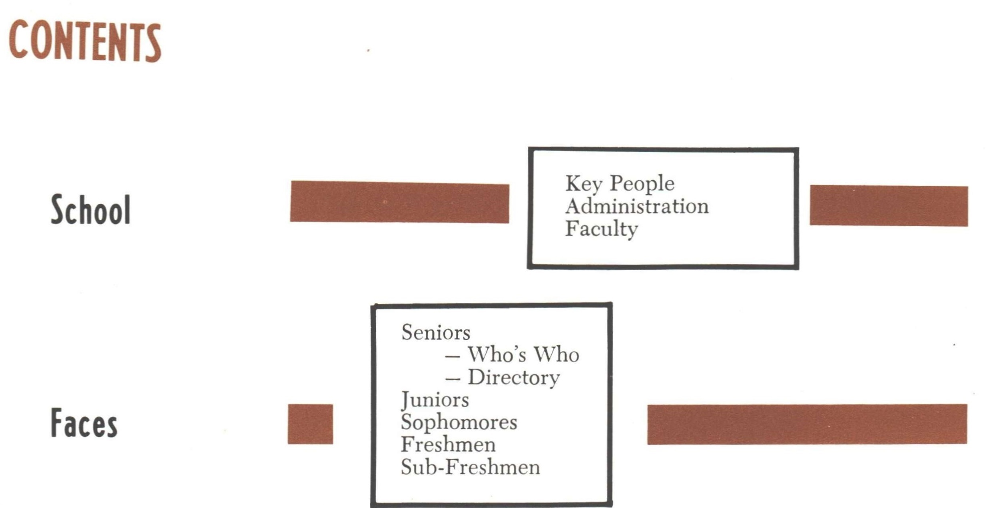 CONTENTS
School
Key People
Administration
Faculty
Faces
Seniors
— Who's Who
— Directory
Juniors
Sophomores
Freshmen
Sub-Freshmen